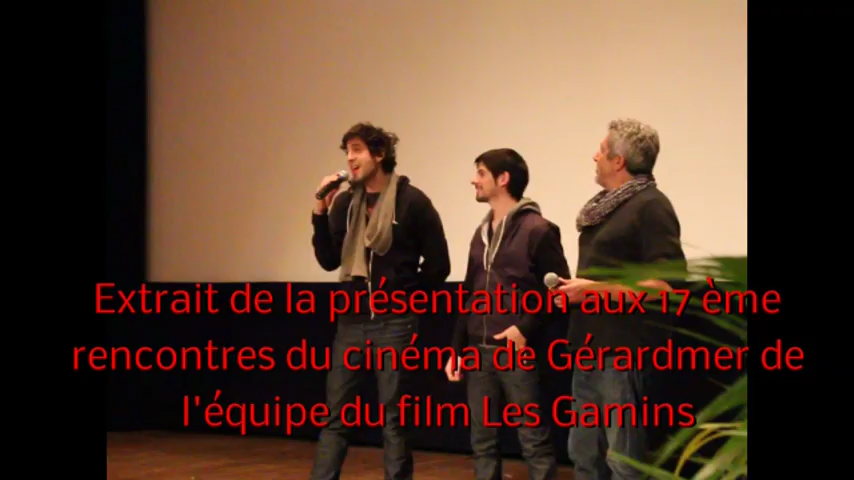 Extrait de la présentation aux 17 ème
rencontres du cinéma de Gérardmer de
l'équipe du film Les Gamins